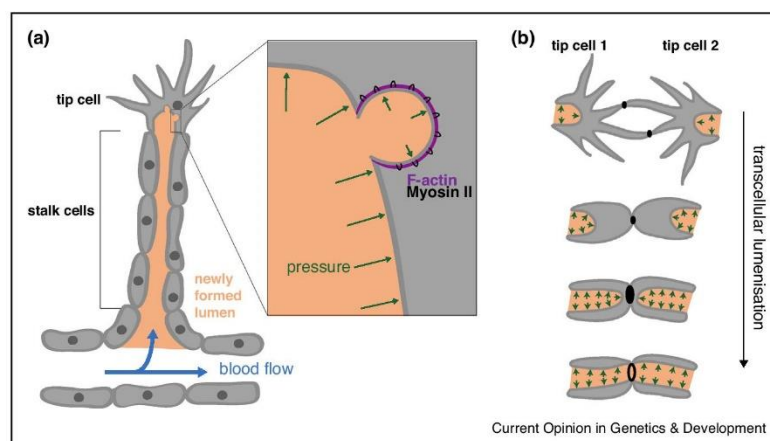 (a)
tip cell
stalk cells
newly
formed
lumen
blood flow
F-actin
Myosin II
pressure
(b)
tip cell 1
tip cell 2
transcellular lumenisation
Current Opinion in Genetics & Development